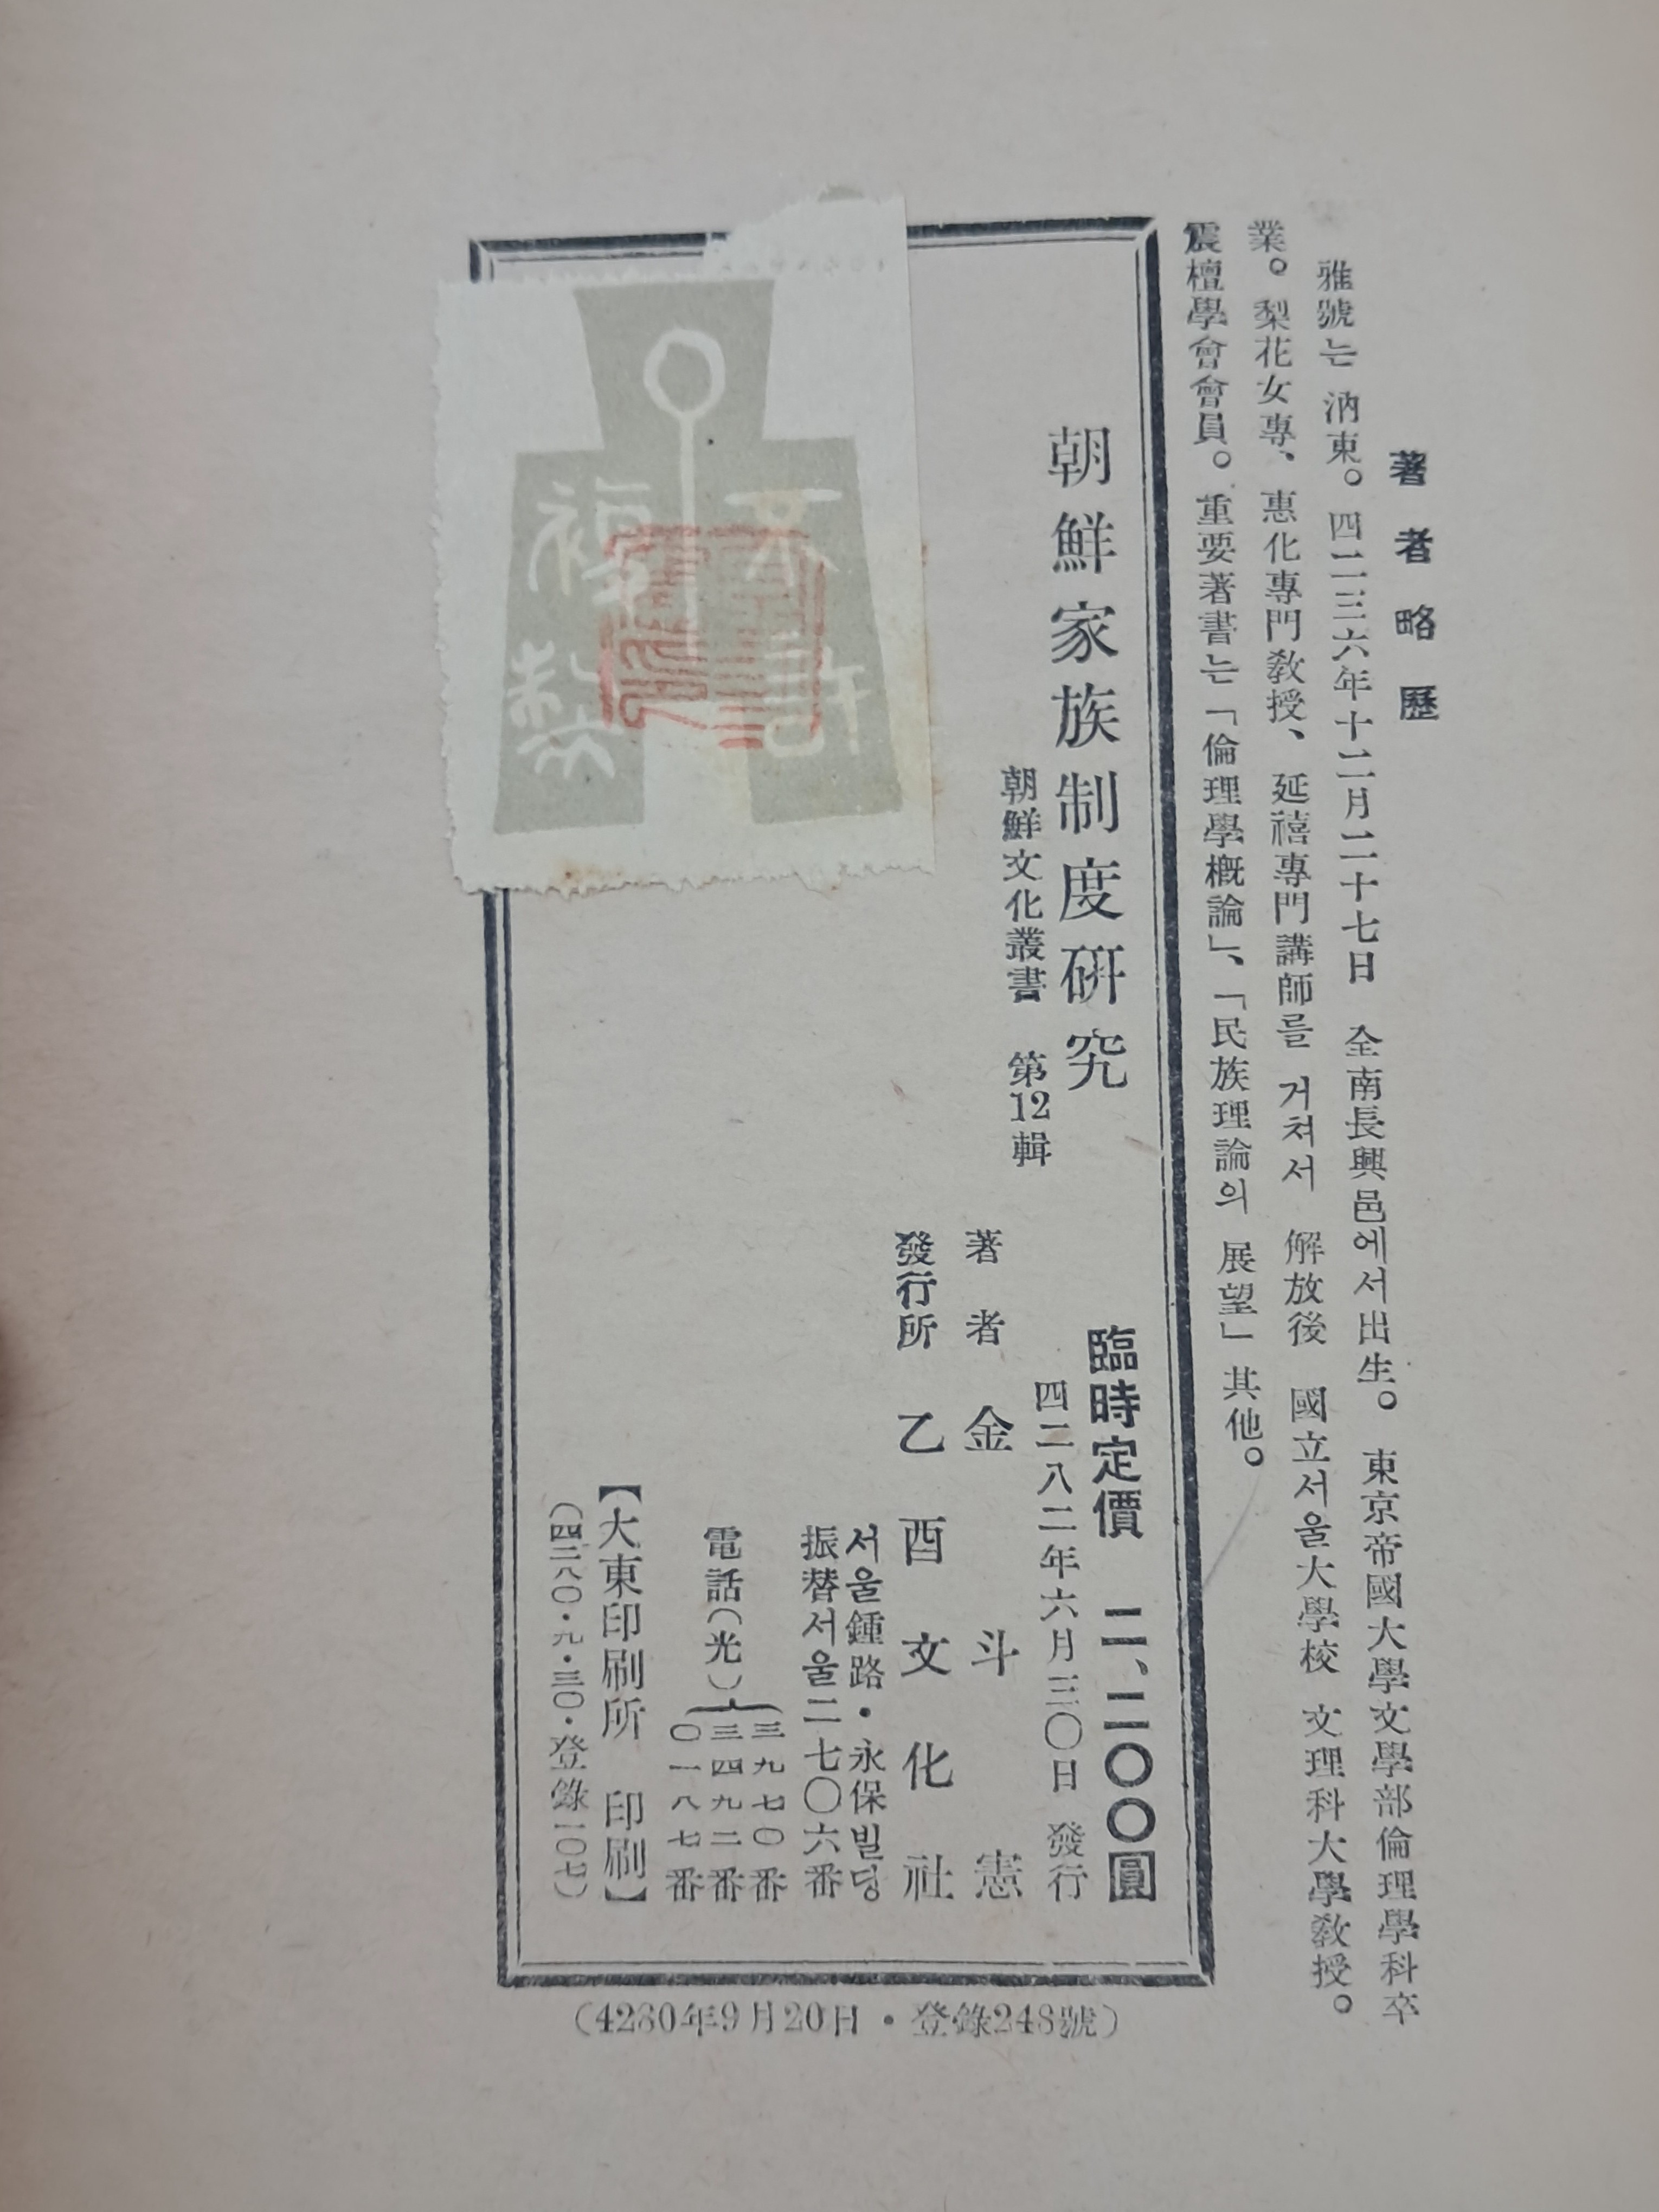 著者略歷
雅號는 汭東。四二三六年十二月二十七日 全南長興邑에서出生。 東京帝國大學文學部倫理學科卒
業。梨花女專、惠化專門敎授、延禧專門講師를 거쳐서 解放後 國立서울大學校 文理科大學敎授。
震檀學會會員。重要著書는「倫理學槪論」、「民族理論의 展望」其他。
臨時定價 二、二〇〇圓
朝鮮家族制度硏究
四二八二年六月三〇日 發行
朝鮮文化叢書 第12輯
著者 金斗憲
發行所 乙酉文化社
서울鍾路・永保빌딩
振替서울二七〇六番
電話(光)
三九七〇番
三四九二番
〇一八七番
【大東印刷所 印刷】
(四二八〇・九・三〇・登錄一〇七)
不許
複製
(4280年9月20日・登錄248號)